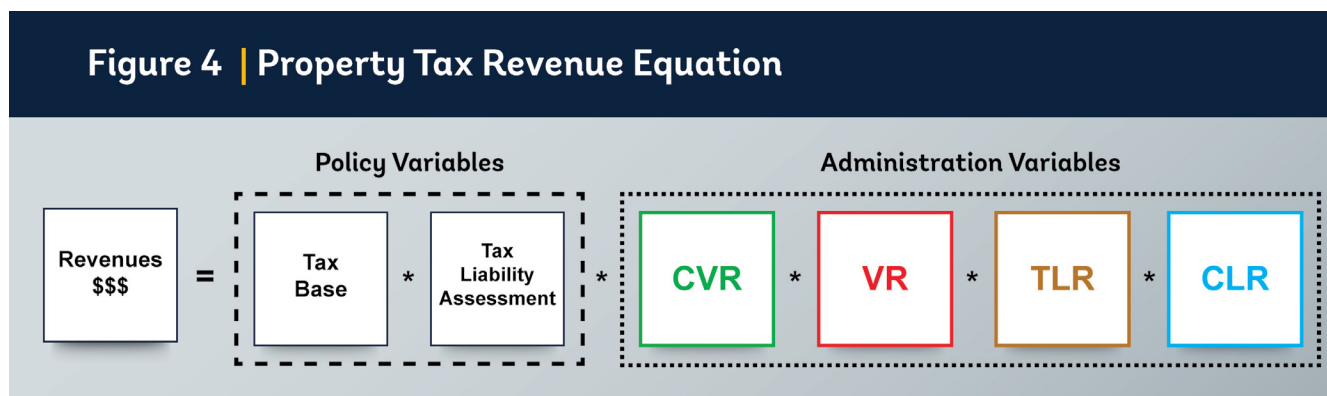 Figure 4 | Property Tax Revenue Equation
Policy Variables
Administration Variables
Revenues
$$$
=
Tax
Base
*
Tax
Liability
Assessment
*
CVR
*
VR
*
TLR
*
CLR